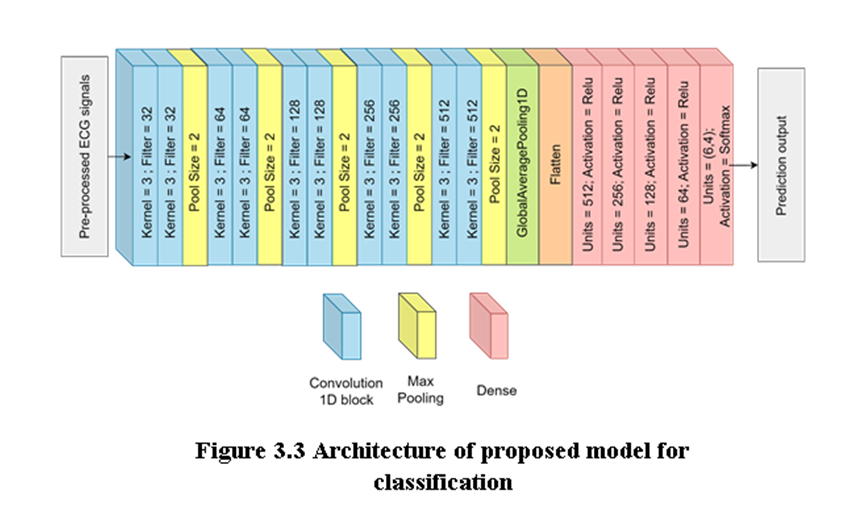 Pre-processed ECG signals
Kernel = 3 ; Filter = 32
Kernel = 3 ; Filter = 32
Pool Size = 2
Kernel = 3 ; Filter = 64
Kernel = 3 ; Filter = 64
Pool Size = 2
Kernel = 3 ; Filter = 128
Kernel = 3 ; Filter = 128
Pool Size = 2
Kernel = 3 ; Filter = 256
Kernel = 3 ; Filter = 256
Pool Size = 2
Kernel = 3 ; Filter = 512
Kernel = 3 ; Filter = 512
Pool Size = 2
GlobalAveragePooling1D
Flatten
Units = 512; Activation = Relu
Units = 256; Activation = Relu
Units = 128; Activation = Relu
Units = 64; Activation = Relu
Units = (6,4);
Activation = Softmax
Prediction output
Convolution
1D block
Max
Pooling
Dense
Figure 3.3 Architecture of proposed model for
classification